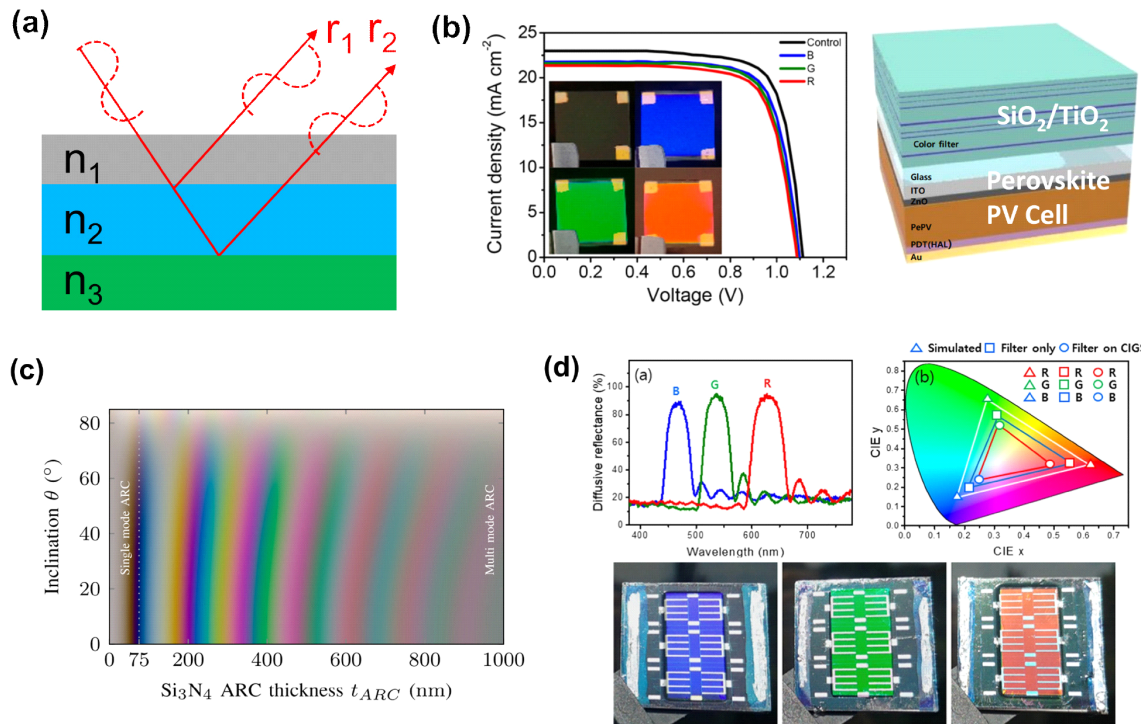 (a)
r1 r2
n1
n2
n3
(b)
Current density (mA cm-2)
25
20
15
10
5
0
0.0 0.2 0.4 0.6 0.8 1.0 1.2
Voltage (V)
Control
B
G
R
SiO2/TiO2
Color filter
Glass
ITO
ZnO
Perovskite
PV Cell
PePV
PDT(HAL)
Au
(c)
Inclination θ (°)
80
60
40
20
0
Single mode ARC
Multi mode ARC
0 75 200 400 600 800 1000
Si3N4 ARC thickness tARC (nm)
(d)
(a)
Diffusive reflectance (%)
100
80
60
40
20
0
B G R
400 500 600 700
Wavelength (nm)
Simulated Filter only Filter on CIGS
(b)
R R R
G G G
B B B
CIE y
0.8
0.7
0.6
0.5
0.4
0.3
0.2
0.1
0.0
0.0 0.1 0.2 0.3 0.4 0.5 0.6 0.7
CIE x